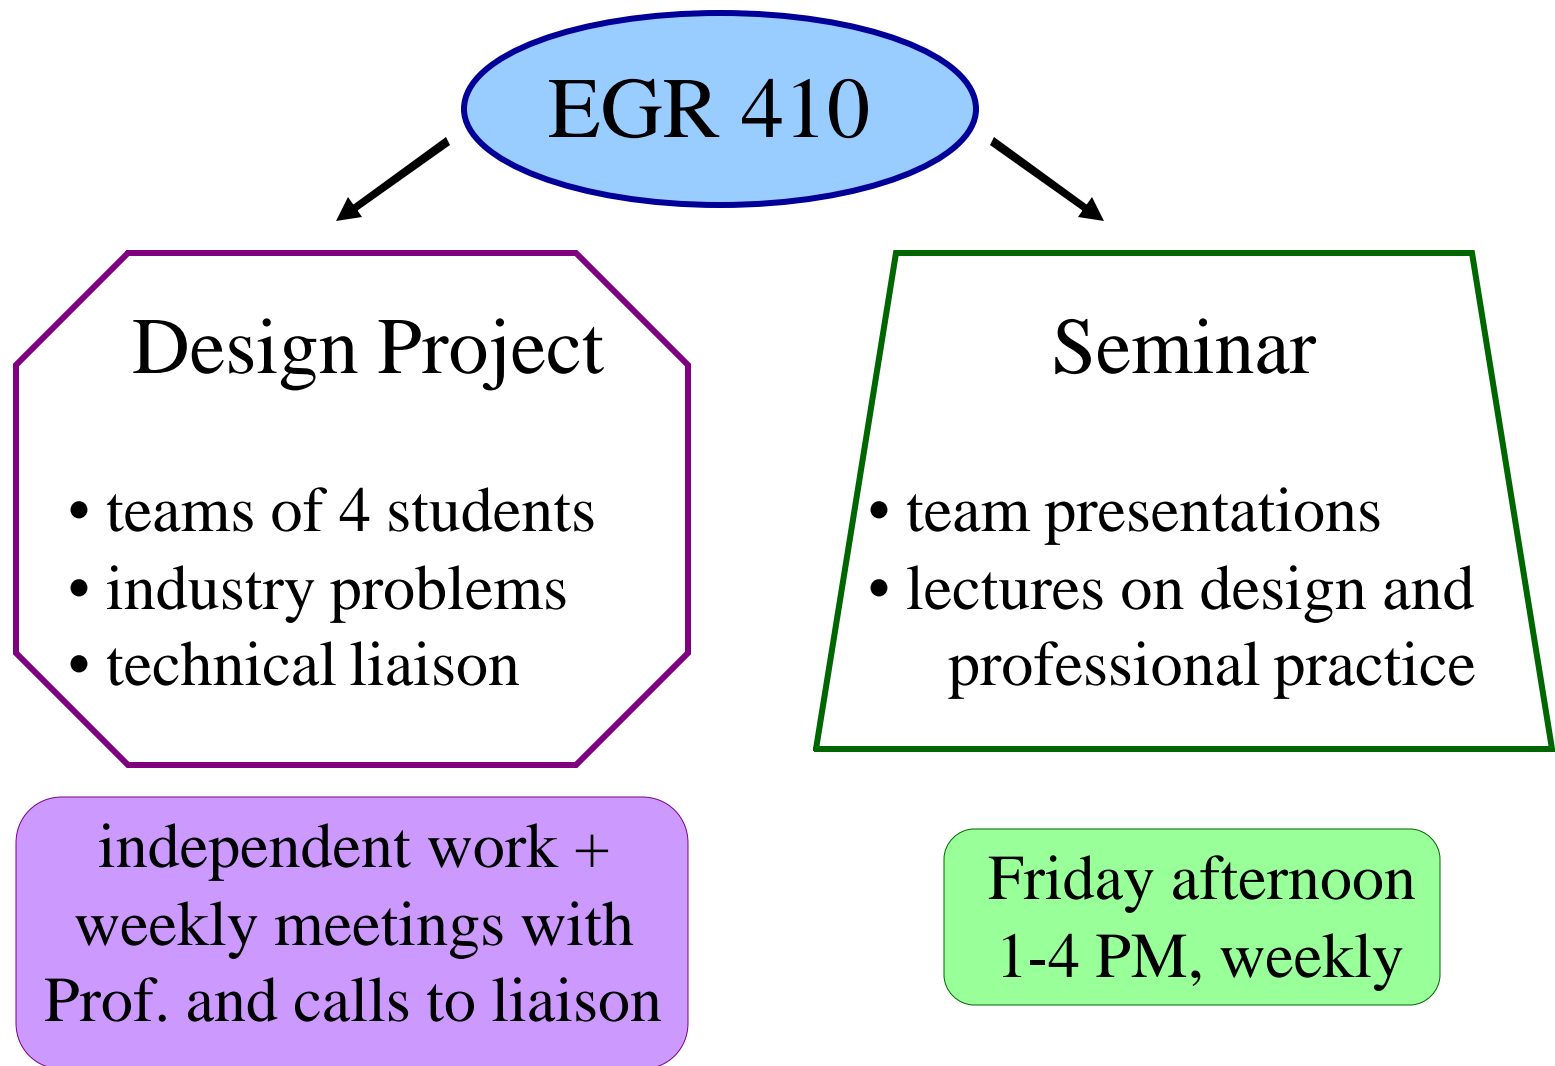 EGR 410
Design Project
• teams of 4 students
• industry problems
• technical liaison
independent work +
weekly meetings with
Prof. and calls to liaison
Seminar
• team presentations
• lectures on design and
professional practice
Friday afternoon
1-4 PM, weekly